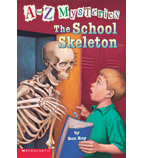 A to Z Mysteries
The School
Skeleton
by
Ron Roy